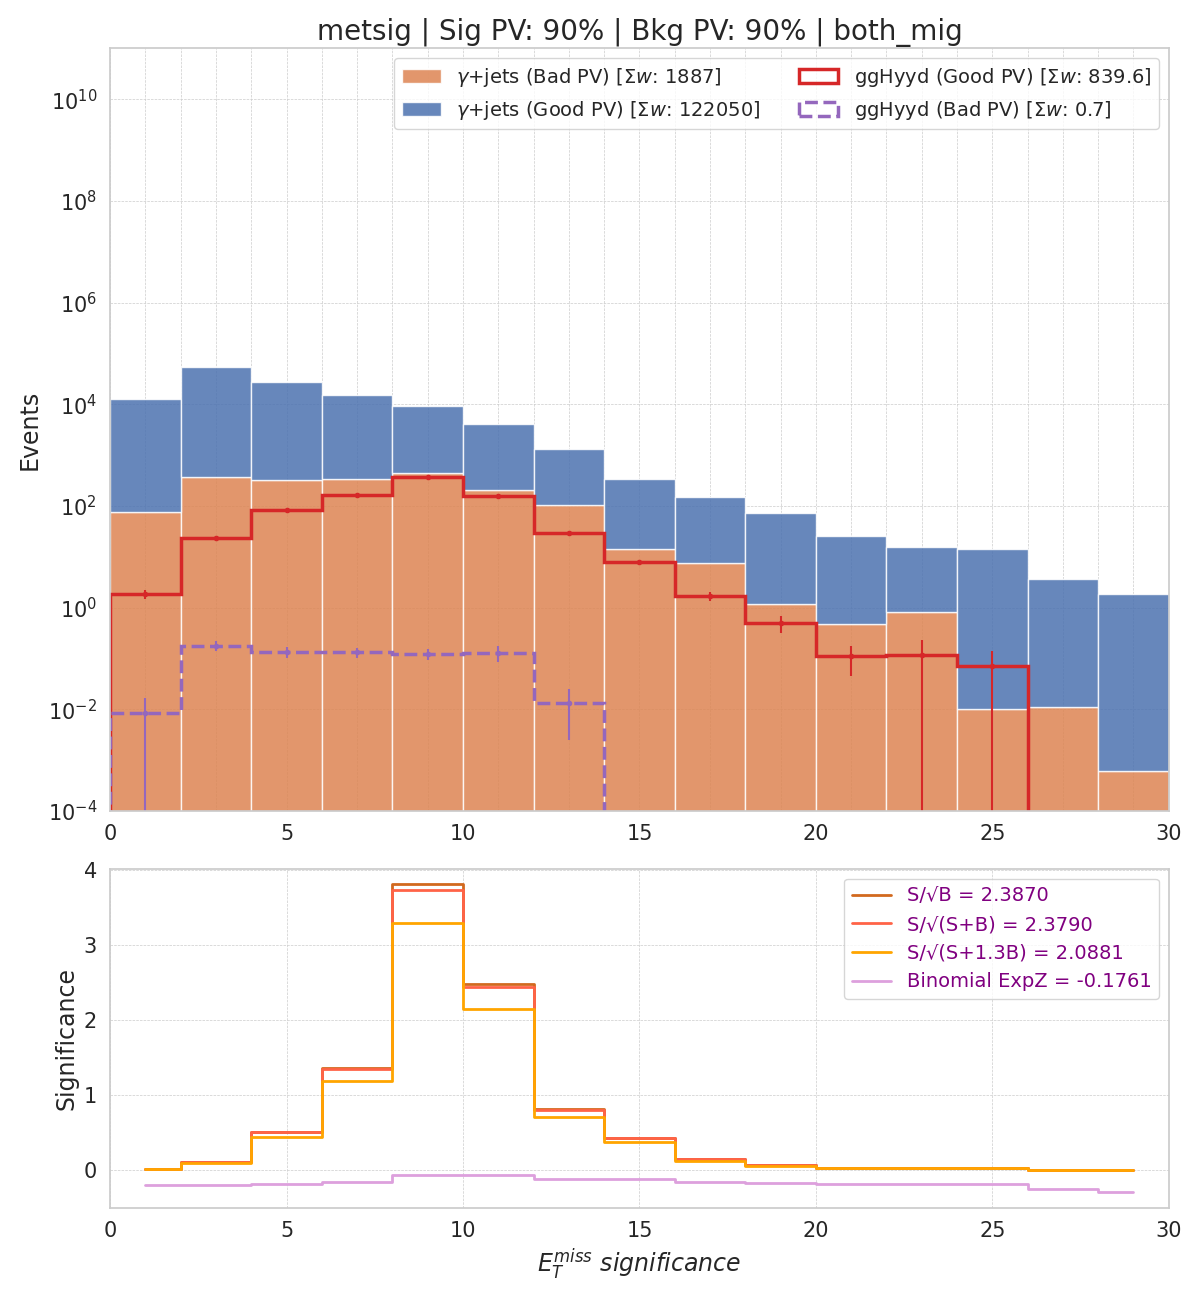 metsig | Sig PV: 90% | Bkg PV: 90% | both_mig
γ+jets (Bad PV) [Σw: 1887]
γ+jets (Good PV) [Σw: 122050]
ggHyyd (Good PV) [Σw: 839.6]
ggHyyd (Bad PV) [Σw: 0.7]
Events
10^10
10^8
10^6
10^4
10^2
10^0
10^−2
10^−4
0 5 10 15 20 25 30
Significance
4
3
2
1
0
S/√B = 2.3870
S/√(S+B) = 2.3790
S/√(S+1.3B) = 2.0881
Binomial ExpZ = -0.1761
0 5 10 15 20 25 30
E_T^miss significance